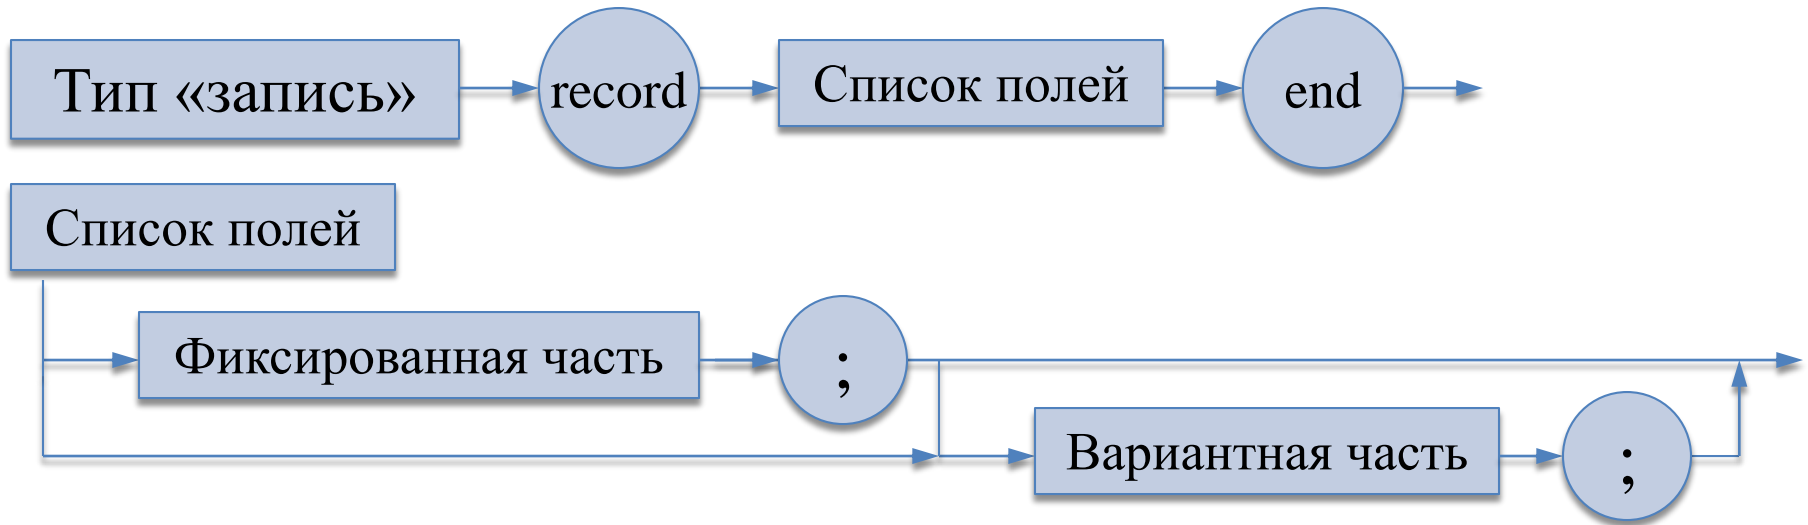 Тип «запись» record Список полей end
Список полей
Фиксированная часть ;
Вариантная часть ;